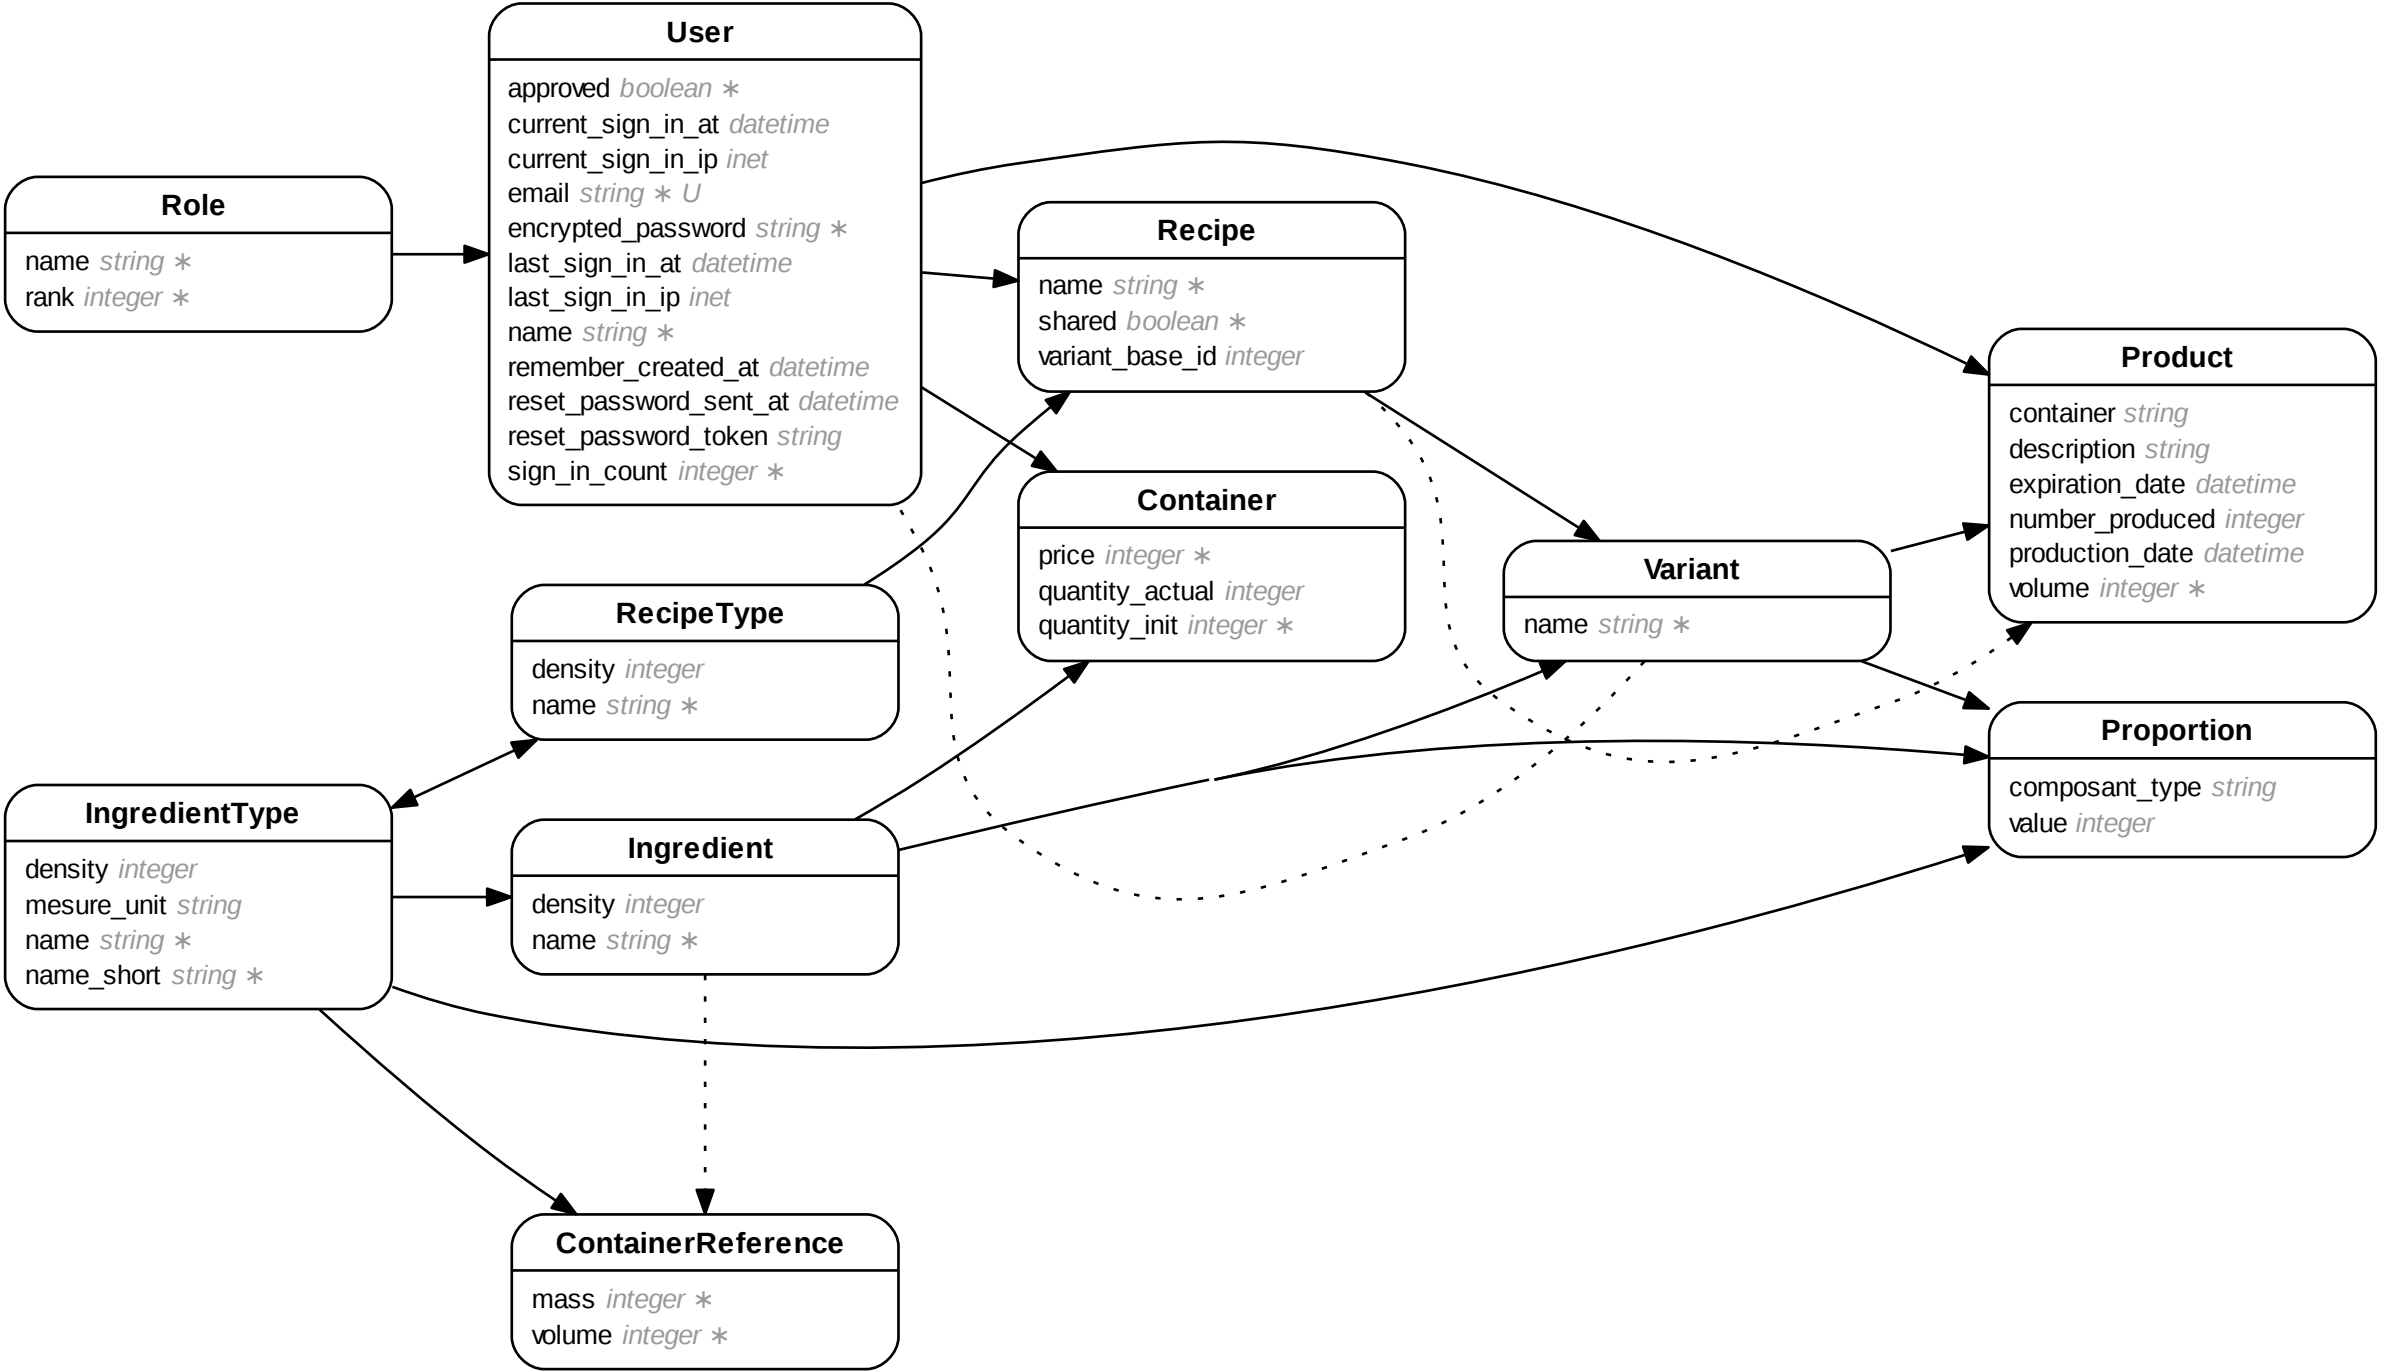 User
approved boolean ∗
current_sign_in_at datetime
current_sign_in_ip inet
email string ∗ U
encrypted_password string ∗
last_sign_in_at datetime
last_sign_in_ip inet
name string ∗
remember_created_at datetime
reset_password_sent_at datetime
reset_password_token string
sign_in_count integer ∗
Role
name string ∗
rank integer ∗
Recipe
name string ∗
shared boolean ∗
variant_base_id integer
Product
container string
description string
expiration_date datetime
number_produced integer
production_date datetime
volume integer ∗
Container
price integer ∗
quantity_actual integer
quantity_init integer ∗
Variant
name string ∗
RecipeType
density integer
name string ∗
Proportion
composant_type string
value integer
IngredientType
density integer
mesure_unit string
name string ∗
name_short string ∗
Ingredient
density integer
name string ∗
ContainerReference
mass integer ∗
volume integer ∗